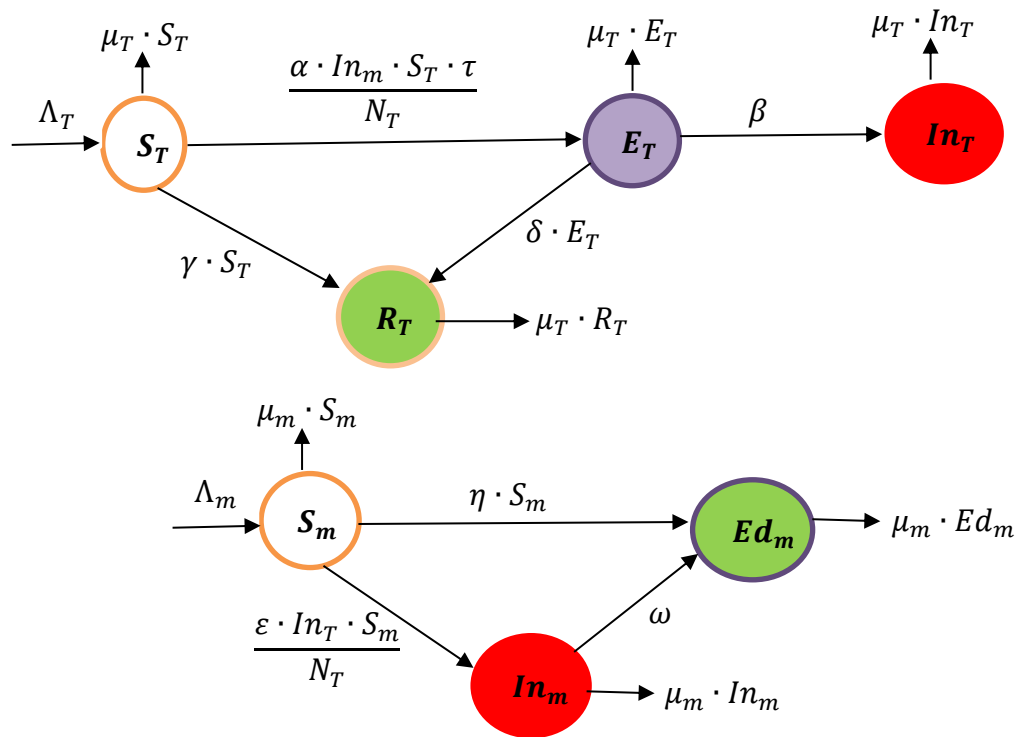 μ_T · S_T
μ_T · E_T
μ_T · In_T
Λ_T
α · In_m · S_T · τ
N_T
β
S_T
E_T
In_T
γ · S_T
δ · E_T
R_T
μ_T · R_T
μ_m · S_m
Λ_m
η · S_m
S_m
Ed_m
μ_m · Ed_m
ε · In_T · S_m
N_T
ω
In_m
μ_m · In_m